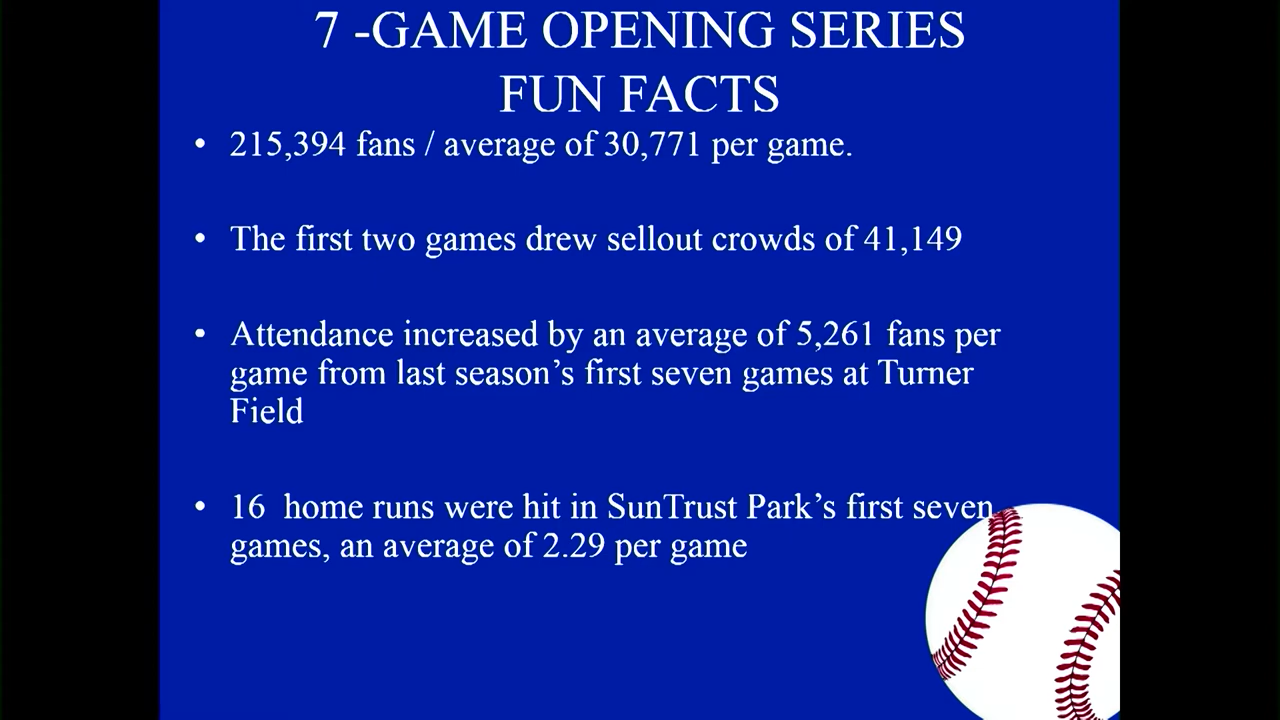 7 -GAME OPENING SERIES
FUN FACTS
• 215,394 fans / average of 30,771 per game.
• The first two games drew sellout crowds of 41,149
• Attendance increased by an average of 5,261 fans per
game from last season’s first seven games at Turner
Field
• 16  home runs were hit in SunTrust Park’s first seven
games, an average of 2.29 per game